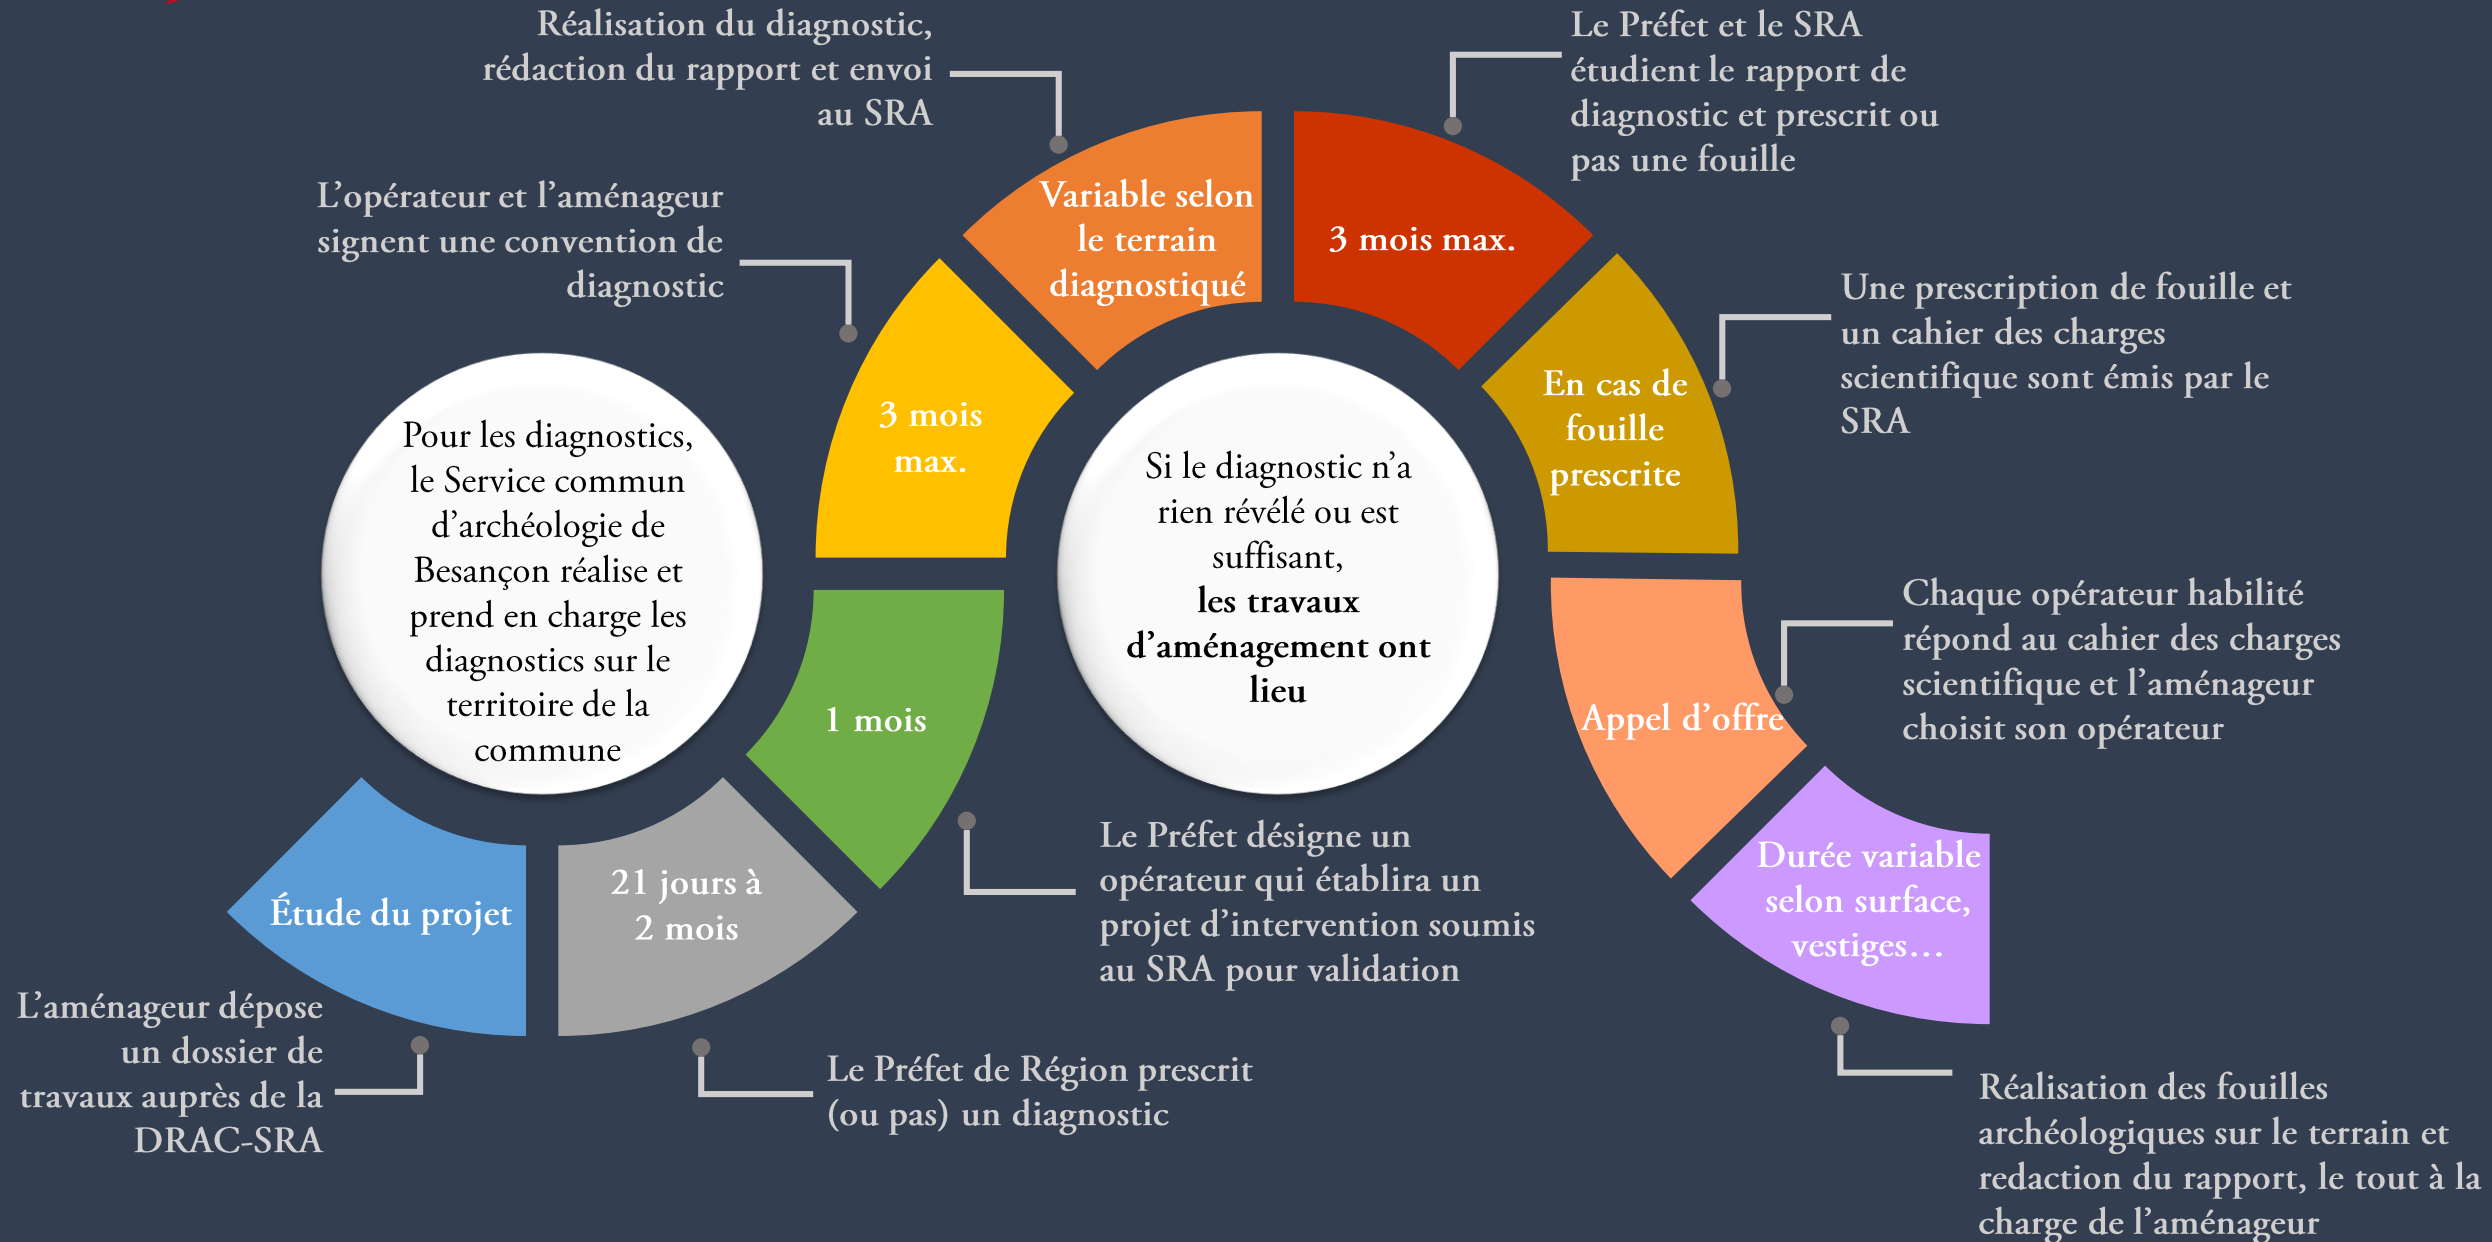 L’aménageur dépose
un dossier de
travaux auprès de la
DRAC-SRA
Étude du projet
21 jours à
2 mois
Le Préfet de Région prescrit
(ou pas) un diagnostic
1 mois
Le Préfet désigne un
opérateur qui établira un
projet d’intervention soumis
au SRA pour validation
Pour les diagnostics,
le Service commun
d’archéologie de
Besançon réalise et
prend en charge les
diagnostics sur le
territoire de la
commune
3 mois
max.
L’opérateur et l’aménageur
signent une convention de
diagnostic
Variable selon
le terrain
diagnostiqué
Réalisation du diagnostic,
rédaction du rapport et envoi
au SRA
3 mois max.
Le Préfet et le SRA
étudient le rapport de
diagnostic et prescrit ou
pas une fouille
Si le diagnostic n’a
rien révélé ou est
suffisant,
les travaux
d’aménagement ont
lieu
En cas de
fouille
prescrite
Une prescription de fouille et
un cahier des charges
scientifique sont émis par le
SRA
Appel d’offre
Chaque opérateur habilité
répond au cahier des charges
scientifique et l’aménageur
choisit son opérateur
Durée variable
selon surface,
vestiges…
Réalisation des fouilles
archéologiques sur le terrain et
redaction du rapport, le tout à la
charge de l’aménageur